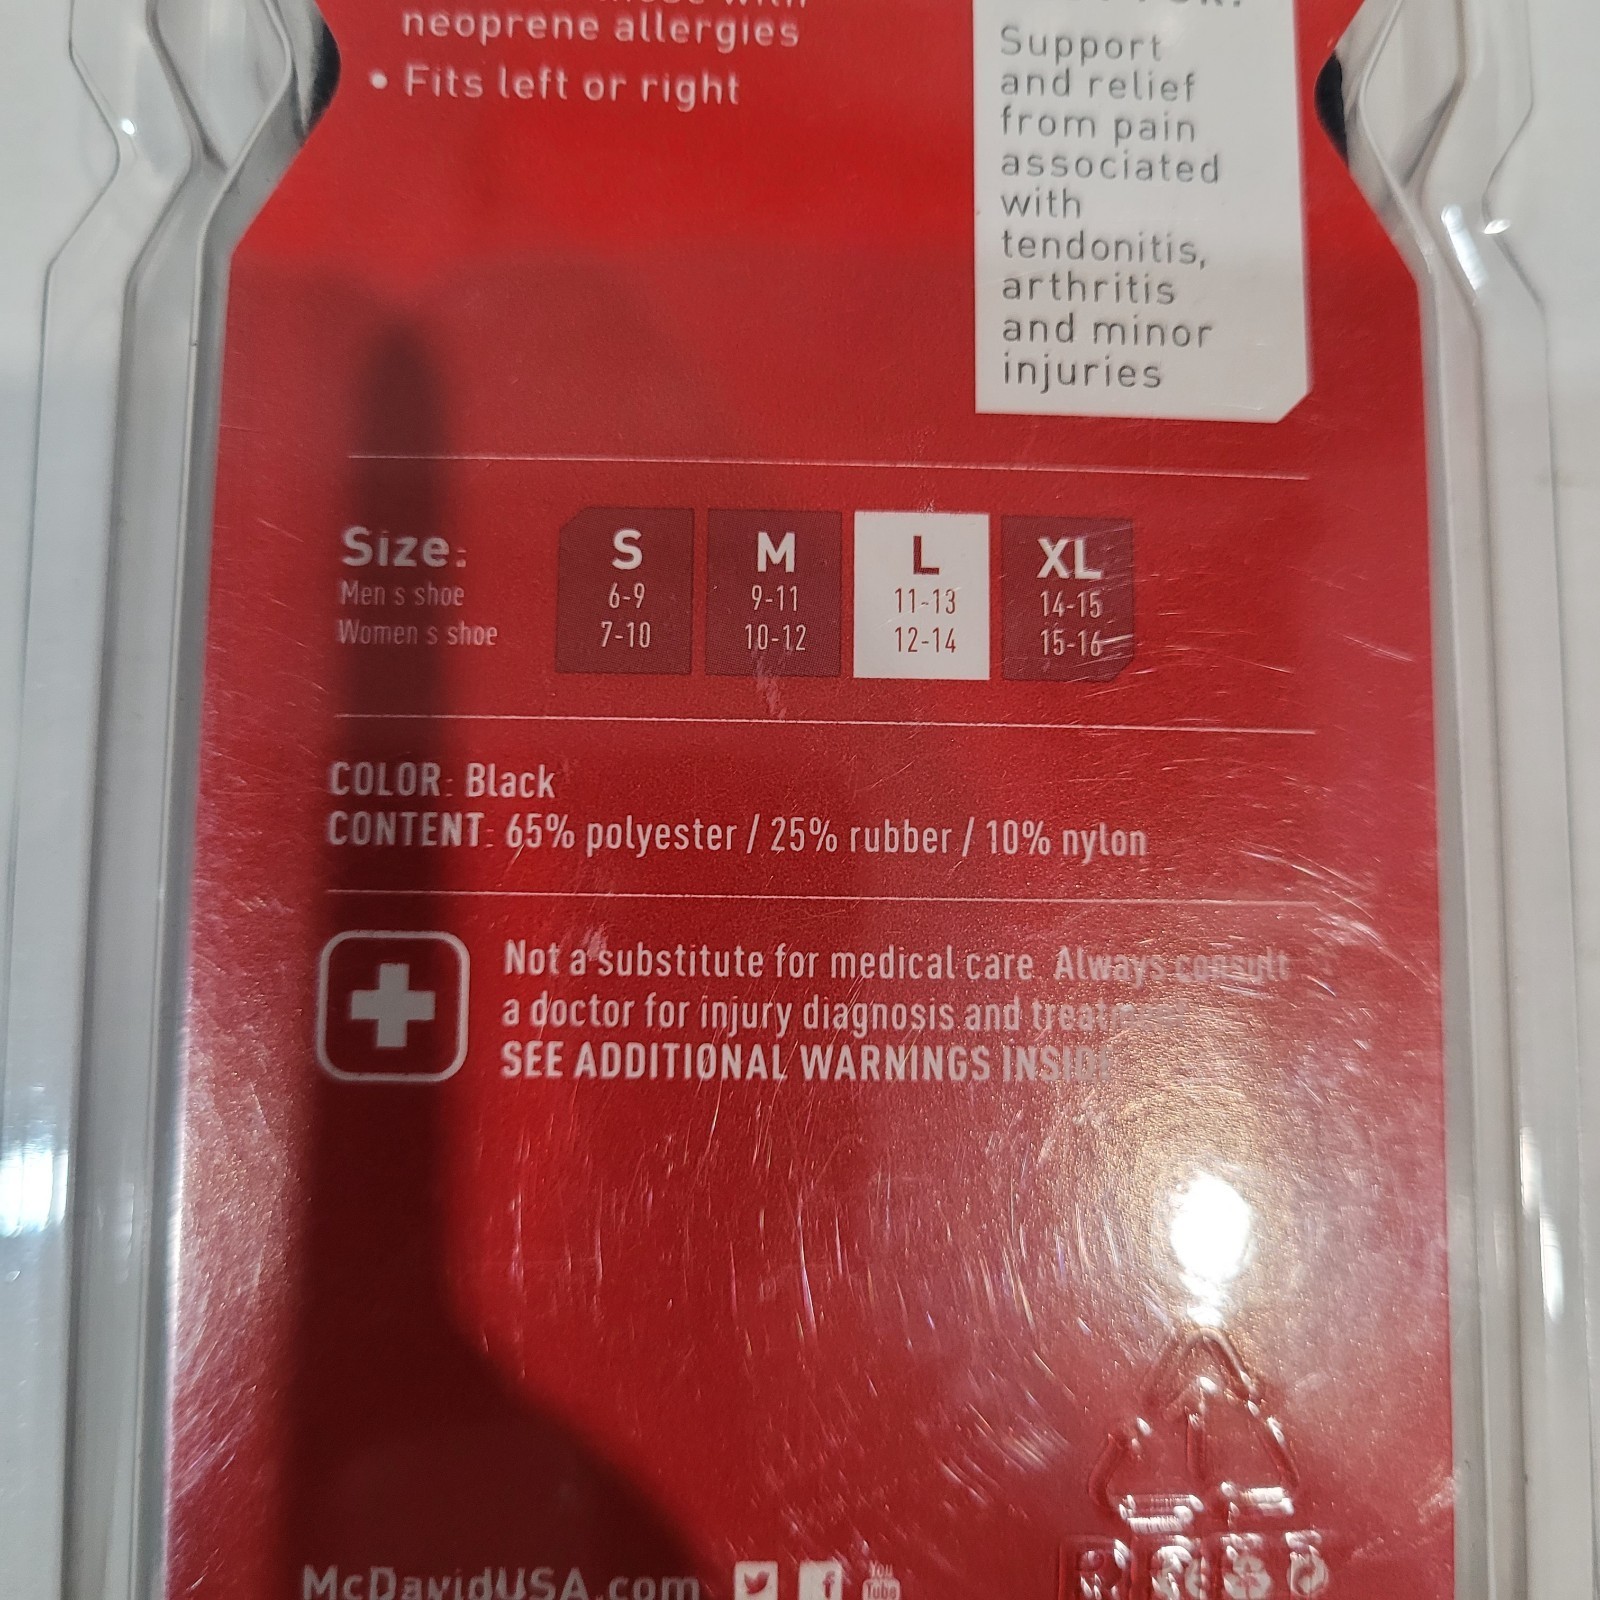 with
neoprene allergies
• Fits left or right
Support
and relief
from pain
associated
with
tendonitis,
arthritis
and minor
injuries
Size: S M L XL
Men s shoe 6-9 9-11 11-13 14-15
Women s shoe 7-10 10-12 12-14 15-16
COLOR: Black
CONTENT: 65% polyester / 25% rubber / 10% nylon
Not a substitute for medical care. Always consult
a doctor for injury diagnosis and treatment
SEE ADDITIONAL WARNINGS INSIDE
McDavidUSA.com f You Tube